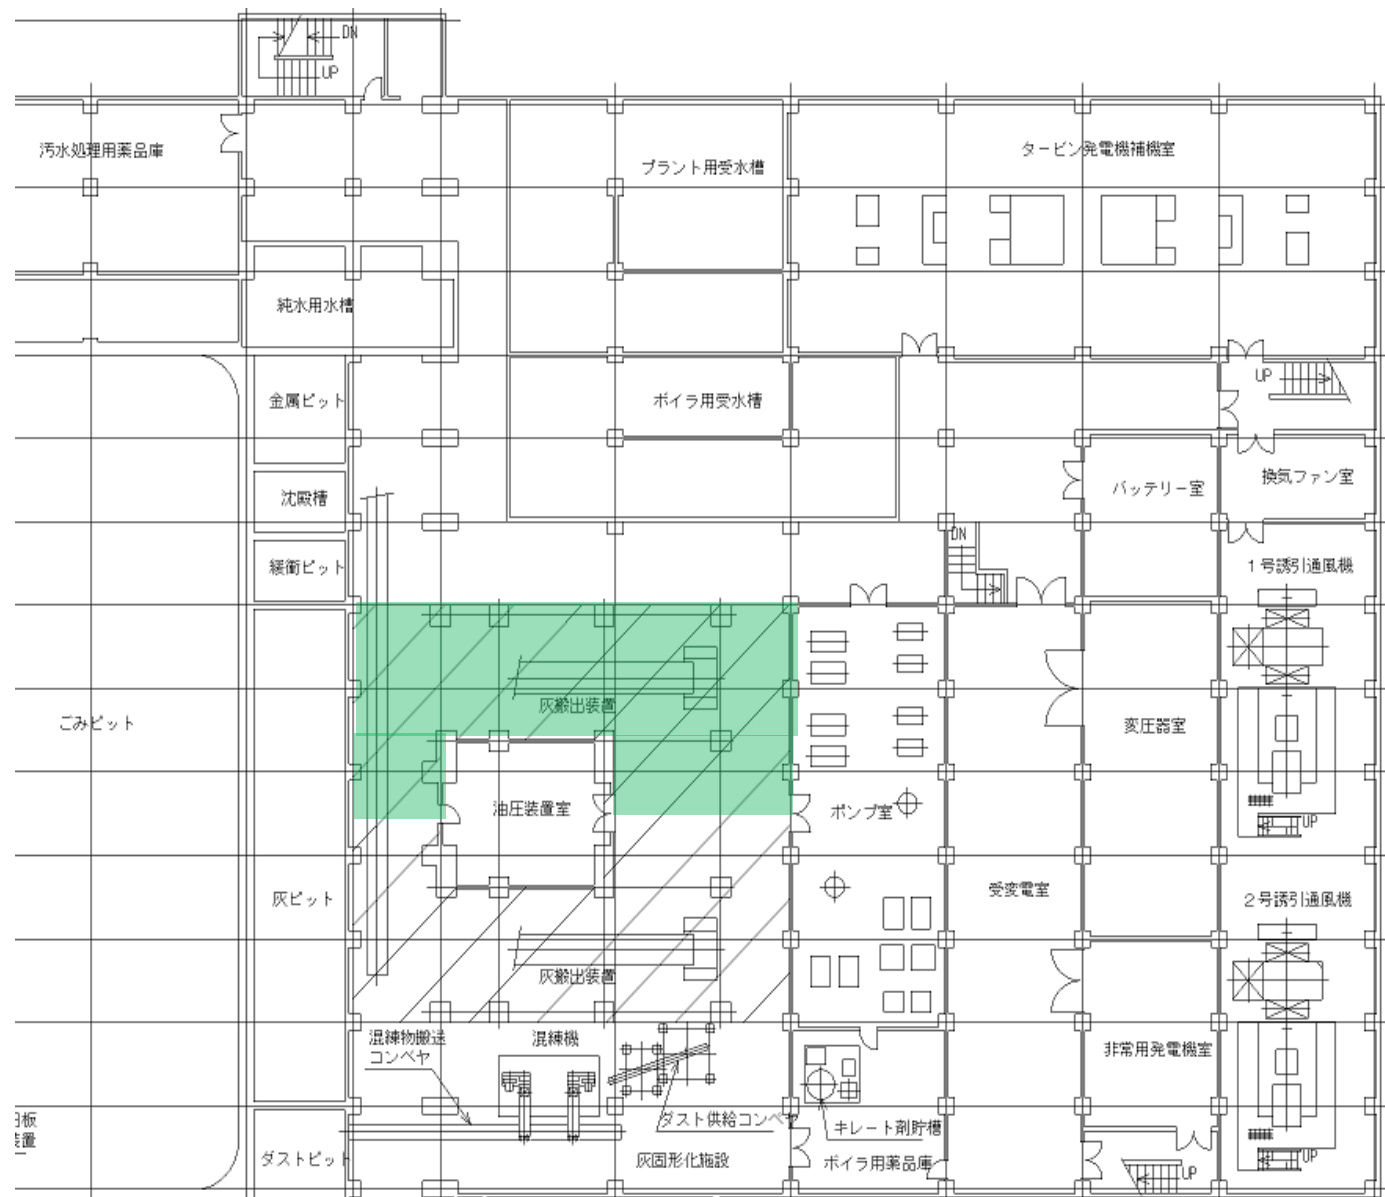 DN
UP
汚水処理用薬品庫
プラント用受水槽
タービン発電機補機室
純水用水槽
UP
金属ピット
ボイラ用受水槽
沈殿槽
バッテリー室
換気ファン室
DN
緩衝ピット
1号誘引通風機
灰搬出装置
ごみピット
変圧器室
油圧装置室
ポンプ室
UP
灰ピット
受変電室
2号誘引通風機
灰搬出装置
混練物搬送
コンベヤ
混練機
非常用発電機室
ダスト供給コンベヤ
キレート剤貯槽
板
装置
ダストピット
灰固形化施設
ボイラ用薬品庫
UP
UP